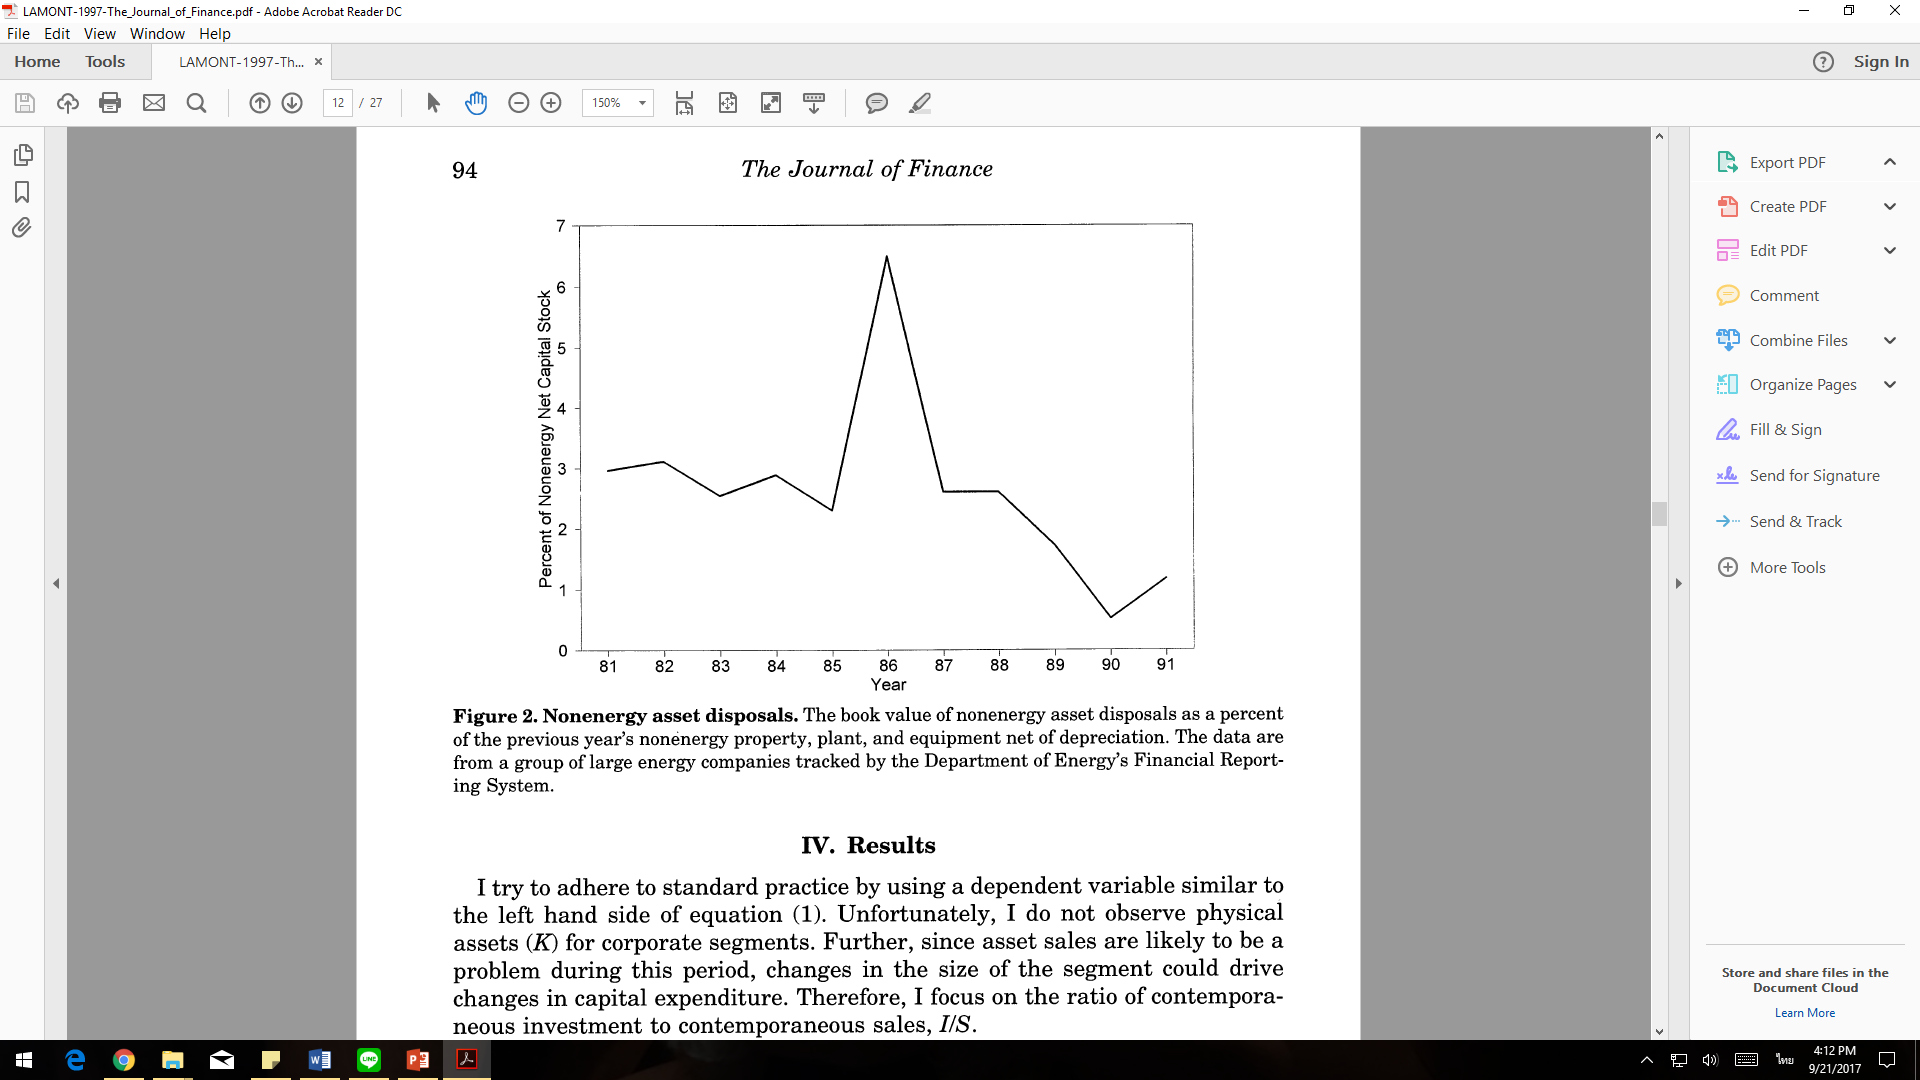 LAMONT-1997-The_Journal_of_Finance.pdf - Adobe Acrobat Reader DC
File Edit View Window Help
Home Tools LAMONT-1997-Th... × ? Sign In
12 / 27 150%
94 The Journal of Finance
7
6
5
4
3
2
1
0
Percent of Nonenergy Net Capital Stock
81 82 83 84 85 86 87 88 89 90 91
Year
Figure 2. Nonenergy asset disposals. The book value of nonenergy asset disposals as a percent
of the previous year's nonenergy property, plant, and equipment net of depreciation. The data are
from a group of large energy companies tracked by the Department of Energy's Financial Report-
ing System.
IV. Results
I try to adhere to standard practice by using a dependent variable similar to
the left hand side of equation (1). Unfortunately, I do not observe physical
assets (K) for corporate segments. Further, since asset sales are likely to be a
problem during this period, changes in the size of the segment could drive
changes in capital expenditure. Therefore, I focus on the ratio of contempora-
neous investment to contemporaneous sales, I/S.
Export PDF
Create PDF
Edit PDF
Comment
Combine Files
Organize Pages
Fill & Sign
Send for Signature
Send & Track
More Tools
Store and share files in the
Document Cloud
Learn More
LINE
ไทย
4:12 PM
9/21/2017